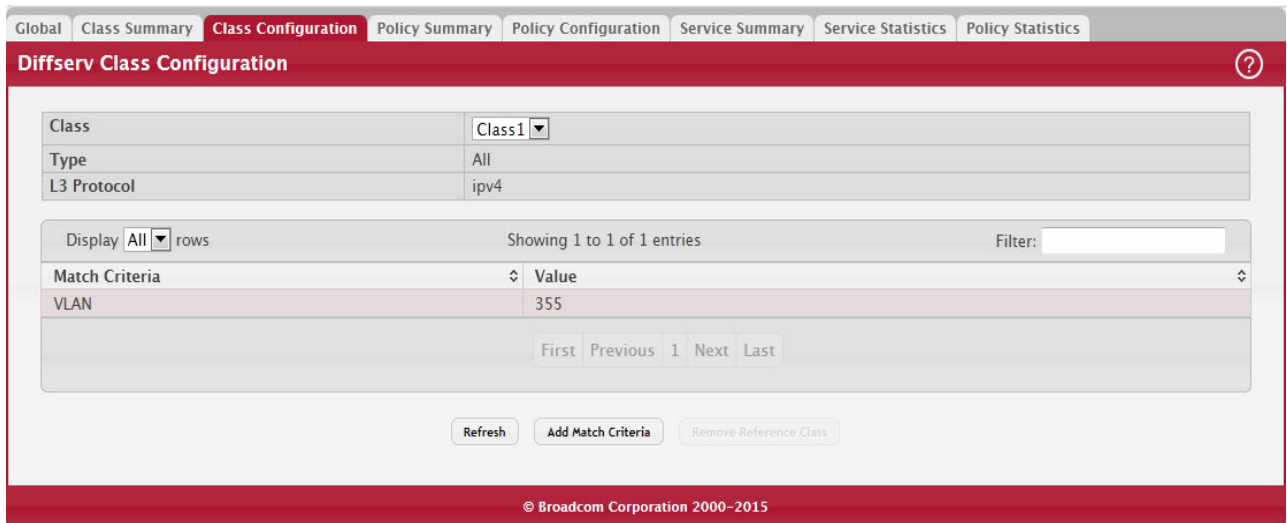 Global Class Summary Class Configuration Policy Summary Policy Configuration Service Summary Service Statistics Policy Statistics
Diffserv Class Configuration ?
Class Class1
Type All
L3 Protocol ipv4
Display All rows Showing 1 to 1 of 1 entries Filter:
Match Criteria Value
VLAN 355
First Previous 1 Next Last
Refresh Add Match Criteria Remove Reference Class
© Broadcom Corporation 2000-2015